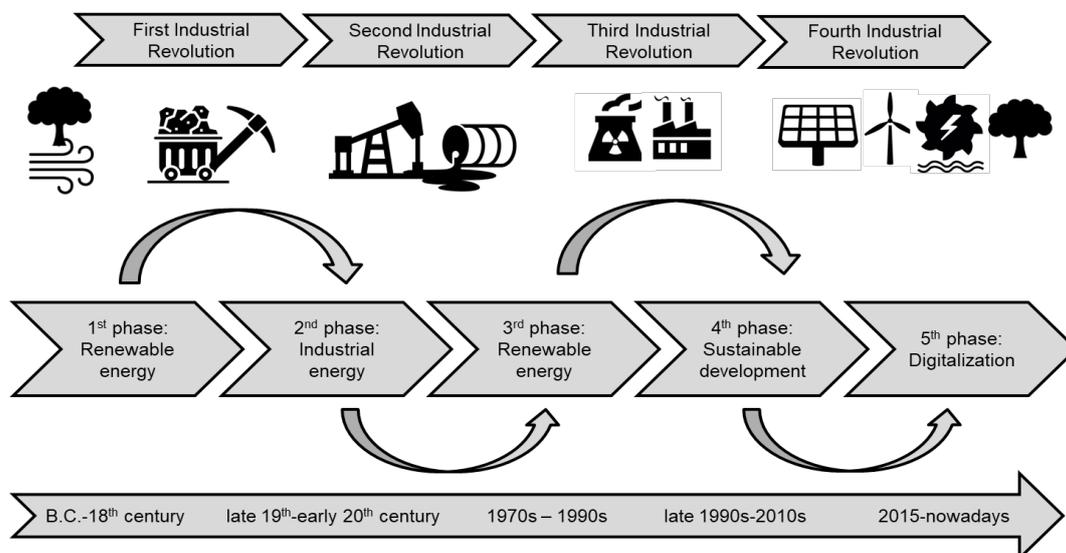 First Industrial
Revolution
Second Industrial
Revolution
Third Industrial
Revolution
Fourth Industrial
Revolution
1st phase:
Renewable
energy
2nd phase:
Industrial
energy
3rd phase:
Renewable
energy
4th phase:
Sustainable
development
5th phase:
Digitalization
B.C.-18th century
late 19th-early 20th century
1970s – 1990s
late 1990s-2010s
2015-nowadays